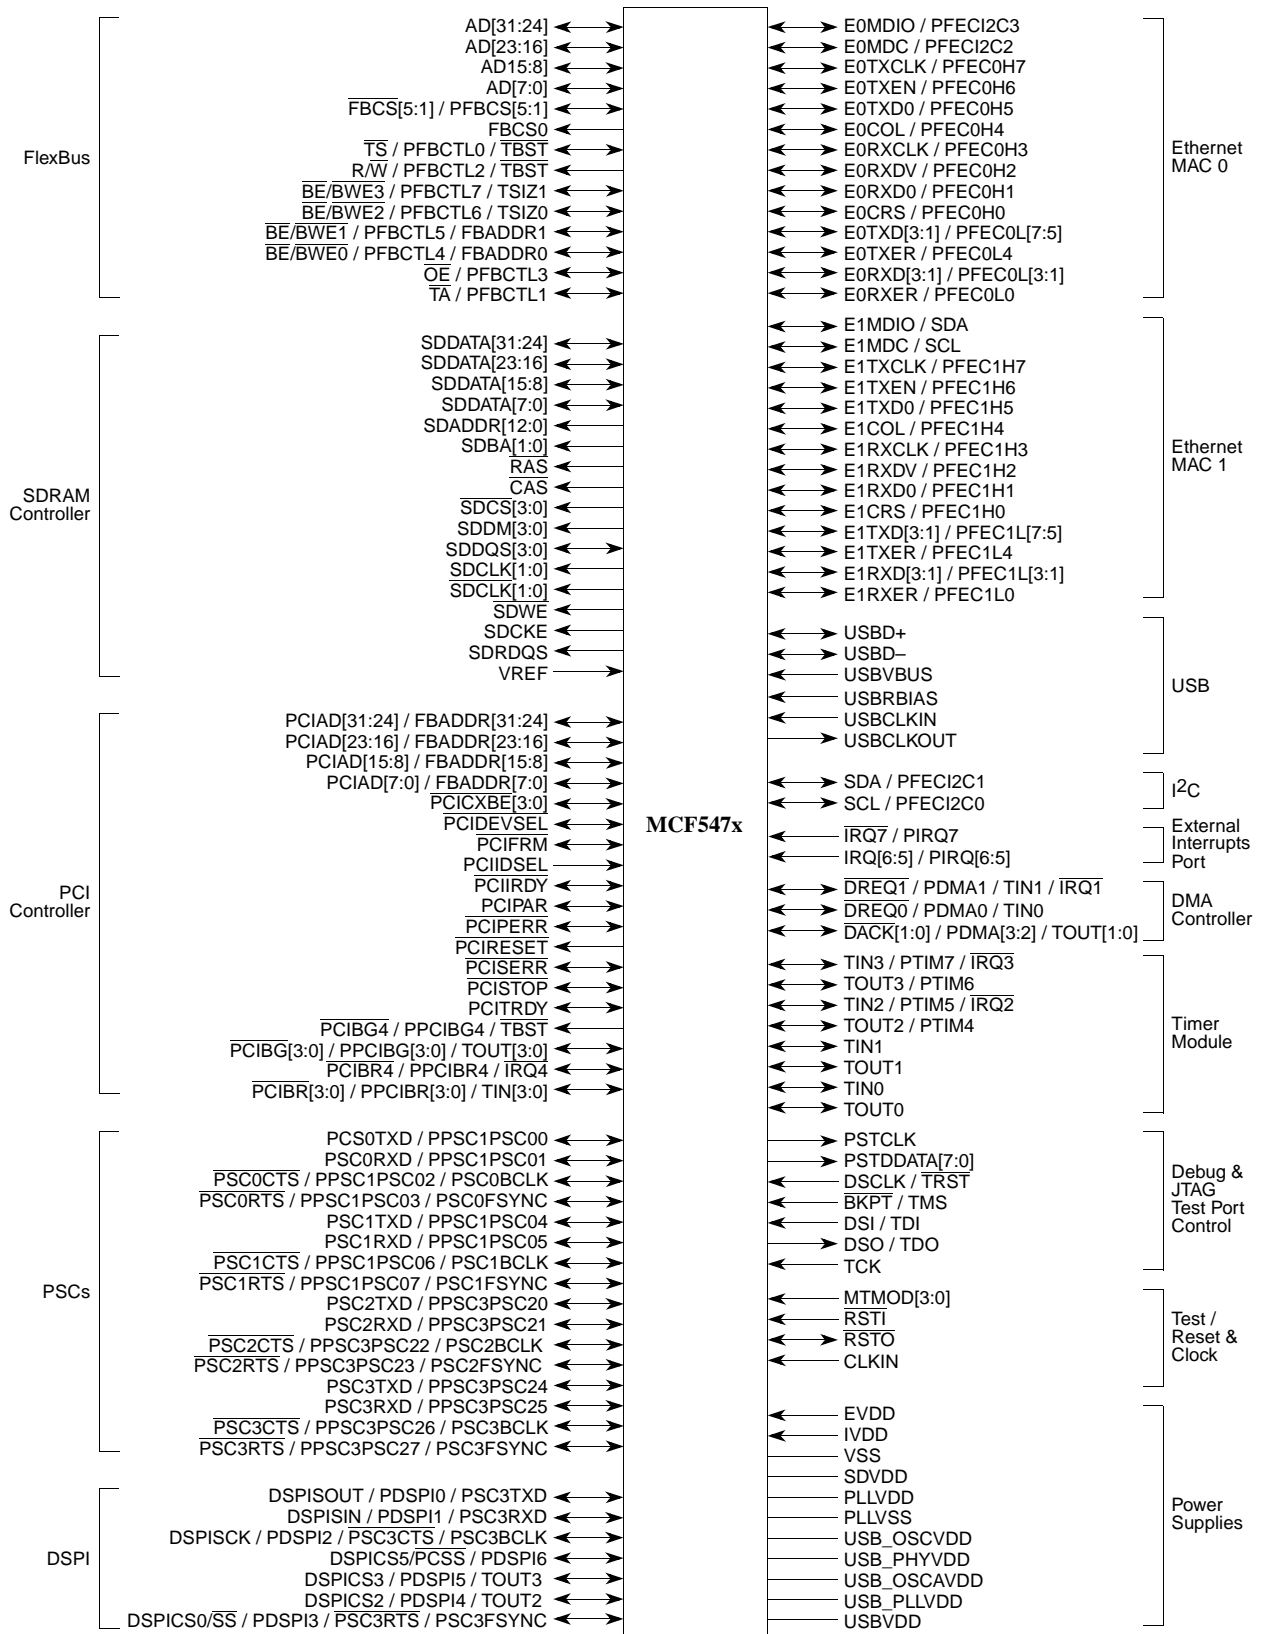 FlexBus
AD[31:24]
AD[23:16]
AD15:8]
AD[7:0]
FBCS[5:1] / PFBCS[5:1]
FBCS0
TS / PFBCTL0 / TBST
R/W / PFBCTL2 / TBST
BE/BWE3 / PFBCTL7 / TSIZ1
BE/BWE2 / PFBCTL6 / TSIZ0
BE/BWE1 / PFBCTL5 / FBADDR1
BE/BWE0 / PFBCTL4 / FBADDR0
OE / PFBCTL3
TA / PFBCTL1
SDRAM
Controller
SDDATA[31:24]
SDDATA[23:16]
SDDATA[15:8]
SDDATA[7:0]
SDADDR[12:0]
SDBA[1:0]
RAS
CAS
SDCS[3:0]
SDDM[3:0]
SDDQS[3:0]
SDCLK[1:0]
SDCLK[1:0]
SDWE
SDCKE
SDRDQS
VREF
PCI
Controller
PCIAD[31:24] / FBADDR[31:24]
PCIAD[23:16] / FBADDR[23:16]
PCIAD[15:8] / FBADDR[15:8]
PCIAD[7:0] / FBADDR[7:0]
PCICXBE[3:0]
PCIDEVSEL
PCIFRM
PCIIDSEL
PCIIRDY
PCIPAR
PCIPERR
PCIRESET
PCISERR
PCISTOP
PCITRDY
PCIBG4 / PPCIBG4 / TBST
PCIBG[3:0] / PPCIBG[3:0] / TOUT[3:0]
PCIBR4 / PPCIBR4 / IRQ4
PCIBR[3:0] / PPCIBR[3:0] / TIN[3:0]
PSCs
PCS0TXD / PPSC1PSC00
PSC0RXD / PPSC1PSC01
PSC0CTS / PPSC1PSC02 / PSC0BCLK
PSC0RTS / PPSC1PSC03 / PSC0FSYNC
PSC1TXD / PPSC1PSC04
PSC1RXD / PPSC1PSC05
PSC1CTS / PPSC1PSC06 / PSC1BCLK
PSC1RTS / PPSC1PSC07 / PSC1FSYNC
PSC2TXD / PPSC3PSC20
PSC2RXD / PPSC3PSC21
PSC2CTS / PPSC3PSC22 / PSC2BCLK
PSC2RTS / PPSC3PSC23 / PSC2FSYNC
PSC3TXD / PPSC3PSC24
PSC3RXD / PPSC3PSC25
PSC3CTS / PPSC3PSC26 / PSC3BCLK
PSC3RTS / PPSC3PSC27 / PSC3FSYNC
DSPI
DSPISOUT / PDSPI0 / PSC3TXD
DSPISIN / PDSPI1 / PSC3RXD
DSPISCK / PDSPI2 / PSC3CTS / PSC3BCLK
DSPICS5/PCSS / PDSPI6
DSPICS3 / PDSPI5 / TOUT3
DSPICS2 / PDSPI4 / TOUT2
DSPICS0/SS / PDSPI3 / PSC3RTS / PSC3FSYNC
MCF547x
E0MDIO / PFECI2C3
E0MDC / PFECI2C2
E0TXCLK / PFEC0H7
E0TXEN / PFEC0H6
E0TXD0 / PFEC0H5
E0COL / PFEC0H4
E0RXCLK / PFEC0H3
E0RXDV / PFEC0H2
E0RXD0 / PFEC0H1
E0CRS / PFEC0H0
E0TXD[3:1] / PFEC0L[7:5]
E0TXER / PFEC0L4
E0RXD[3:1] / PFEC0L[3:1]
E0RXER / PFEC0L0
Ethernet
MAC 0
E1MDIO / SDA
E1MDC / SCL
E1TXCLK / PFEC1H7
E1TXEN / PFEC1H6
E1TXD0 / PFEC1H5
E1COL / PFEC1H4
E1RXCLK / PFEC1H3
E1RXDV / PFEC1H2
E1RXD0 / PFEC1H1
E1CRS / PFEC1H0
E1TXD[3:1] / PFEC1L[7:5]
E1TXER / PFEC1L4
E1RXD[3:1] / PFEC1L[3:1]
E1RXER / PFEC1L0
Ethernet
MAC 1
USBD+
USBD–
USBVBUS
USBRBIAS
USBCLKIN
USBCLKOUT
USB
SDA / PFECI2C1
SCL / PFECI2C0
I2C
IRQ7 / PIRQ7
IRQ[6:5] / PIRQ[6:5]
External
Interrupts
Port
DREQ1 / PDMA1 / TIN1 / IRQ1
DREQ0 / PDMA0 / TIN0
DACK[1:0] / PDMA[3:2] / TOUT[1:0]
DMA
Controller
TIN3 / PTIM7 / IRQ3
TOUT3 / PTIM6
TIN2 / PTIM5 / IRQ2
TOUT2 / PTIM4
TIN1
TOUT1
TIN0
TOUT0
Timer
Module
PSTCLK
PSTDDATA[7:0]
DSCLK / TRST
BKPT / TMS
DSI / TDI
DSO / TDO
TCK
Debug &
JTAG
Test Port
Control
MTMOD[3:0]
RSTI
RSTO
CLKIN
Test /
Reset &
Clock
EVDD
IVDD
VSS
SDVDD
PLLVDD
PLLVSS
USB_OSCVDD
USB_PHYVDD
USB_OSCAVDD
USB_PLLVDD
USBVDD
Power
Supplies